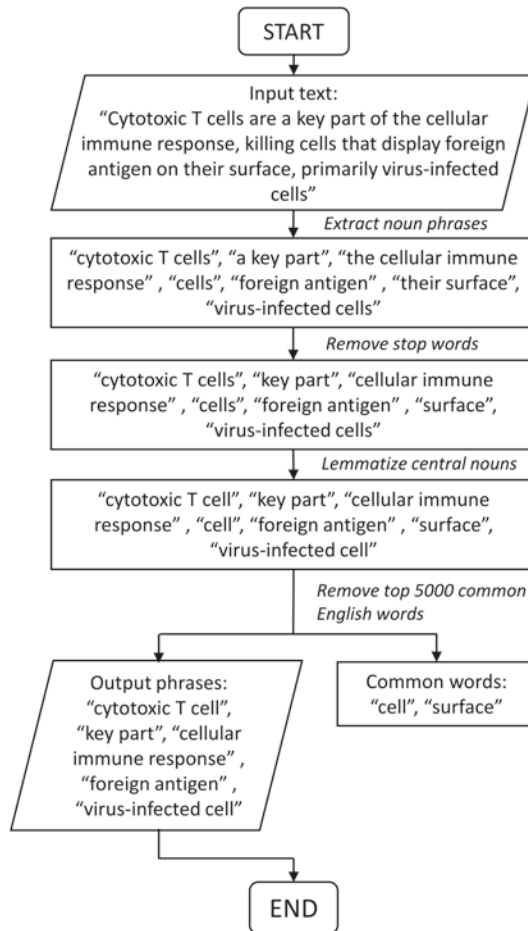 START
Input text:
“Cytotoxic T cells are a key part of the cellular
immune response, killing cells that display foreign
antigen on their surface, primarily virus-infected
cells”
Extract noun phrases
“cytotoxic T cells”, “a key part”, “the cellular immune
response” , “cells”, “foreign antigen” , “their surface”,
“virus-infected cells”
Remove stop words
“cytotoxic T cells”, “key part”, “cellular immune
response” , “cells”, “foreign antigen” , “surface”,
“virus-infected cells”
Lemmatize central nouns
“cytotoxic T cell”, “key part”, “cellular immune
response” , “cell”, “foreign antigen” , “surface”,
“virus-infected cell”
Remove top 5000 common
English words
Output phrases:
“cytotoxic T cell”,
“key part”, “cellular
immune response” ,
“foreign antigen” ,
“virus-infected cell”
Common words:
“cell”, “surface”
END